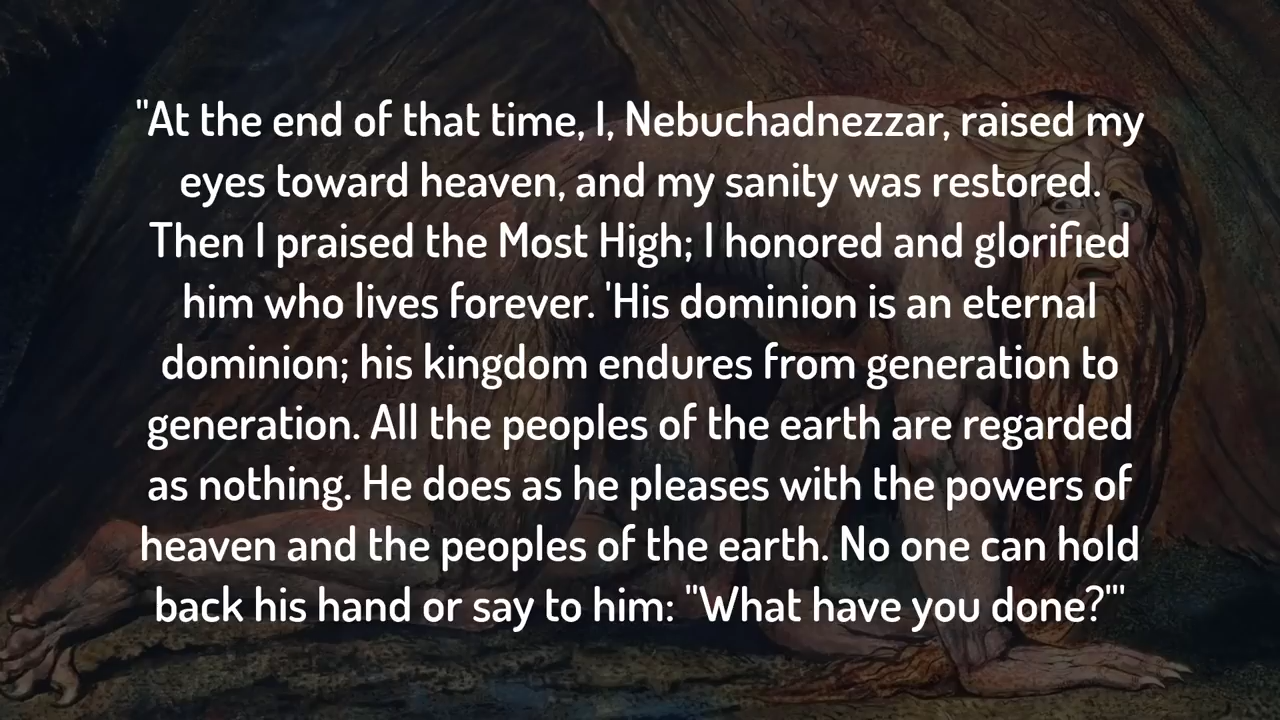 "At the end of that time, I, Nebuchadnezzar, raised my
eyes toward heaven, and my sanity was restored.
Then I praised the Most High; I honored and glorified
him who lives forever. 'His dominion is an eternal
dominion; his kingdom endures from generation to
generation. All the peoples of the earth are regarded
as nothing. He does as he pleases with the powers of
heaven and the peoples of the earth. No one can hold
back his hand or say to him: "What have you done?"'